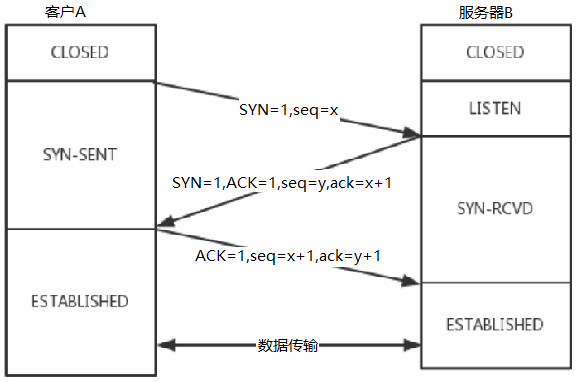 客户A
服务器B
CLOSED
CLOSED
SYN=1,seq=x
LISTEN
SYN-SENT
SYN=1,ACK=1,seq=y,ack=x+1
SYN-RCVD
ACK=1,seq=x+1,ack=y+1
ESTABLISHED
ESTABLISHED
数据传输